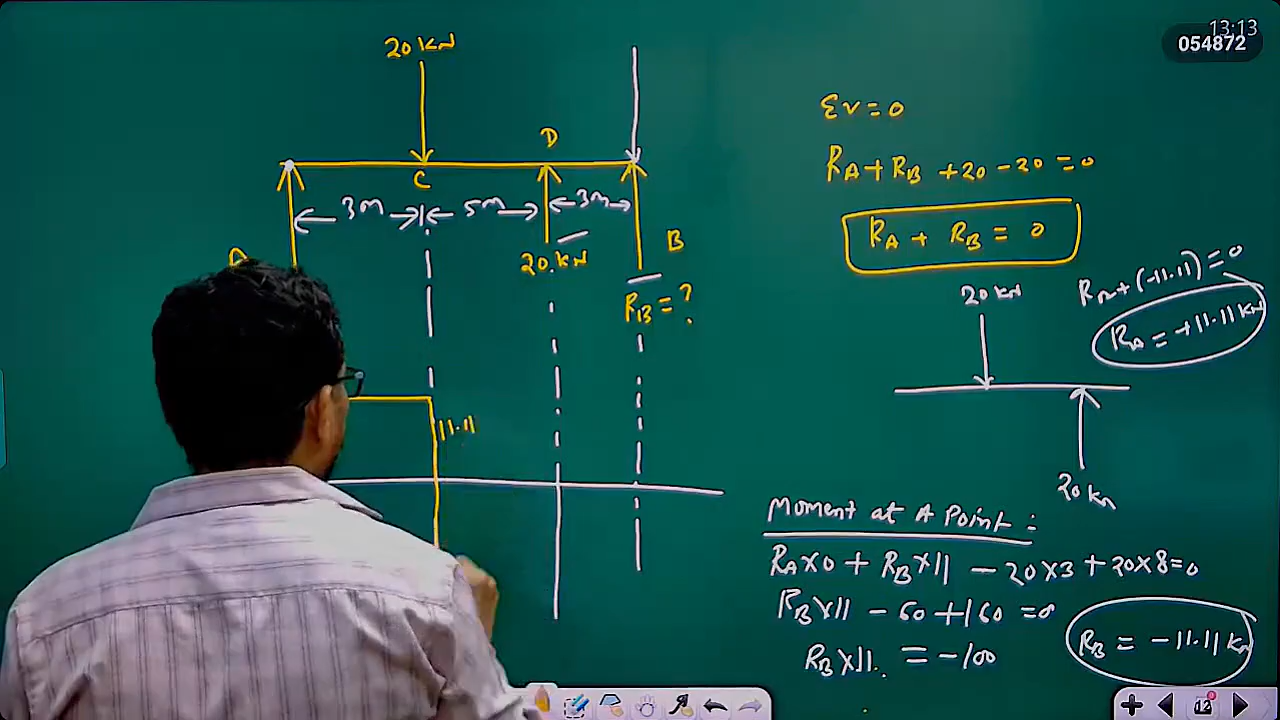 13:13
054872
20 KN
D
C
3m
5m
3m
A
20.KN
B
RB = ?
11.11
Σv = 0
RA + RB + 20 - 20 = 0
RA + RB = 0
RA + (-11.11) = 0
RA = +11.11 KN
20 KN
20 KN
Moment at A Point :
RA×0 + RB×11 - 20×3 + 20×8=0
RB×11 - 60 + 160 = 0
RB×11. = -100
RB = -11.11 KN
12